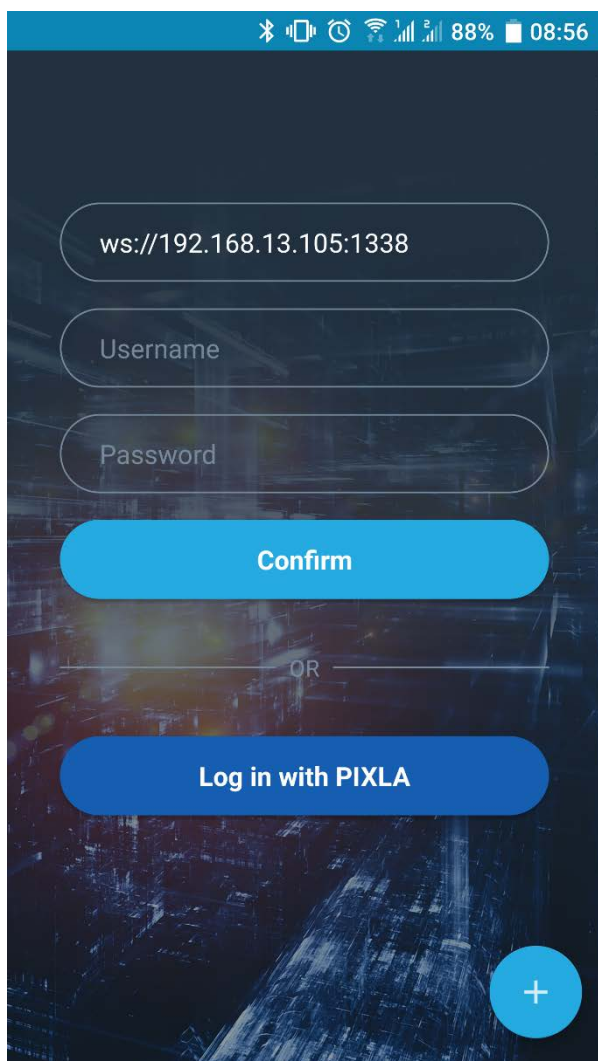 88% 08:56
ws://192.168.13.105:1338
Username
Password
Confirm
OR
Log in with PIXLA
+